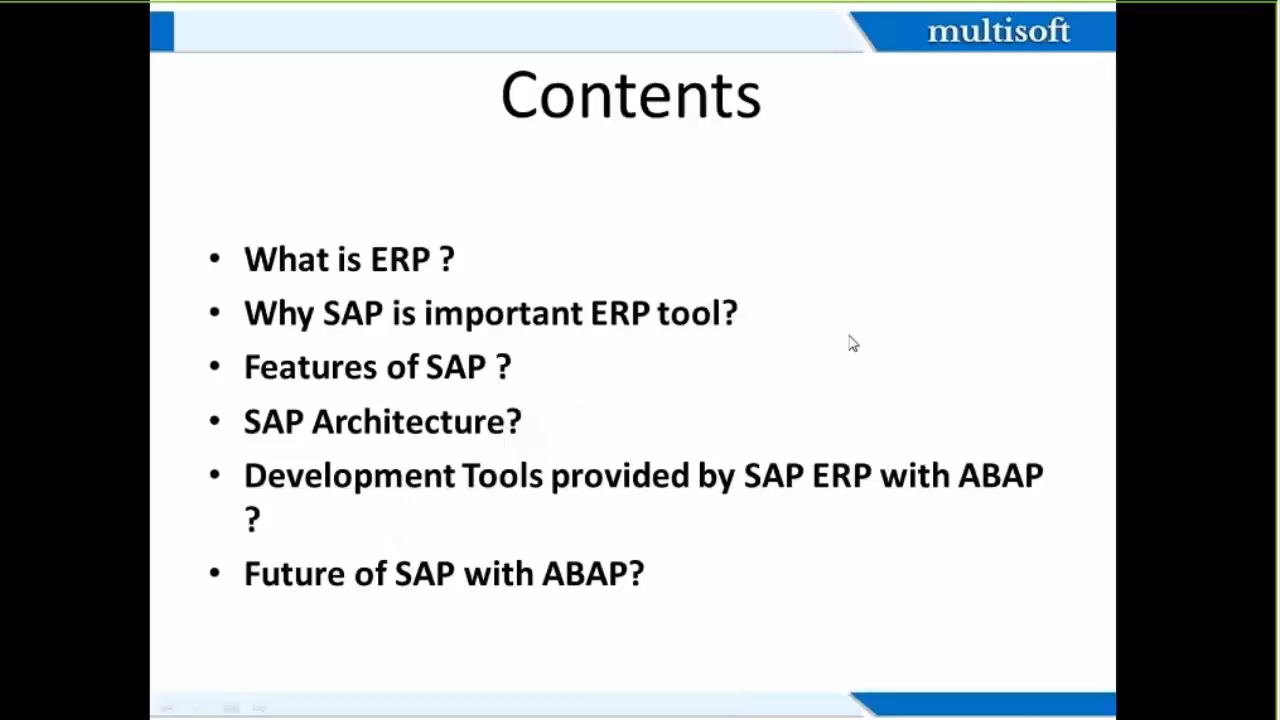 multisoft
Contents
• What is ERP ?
• Why SAP is important ERP tool?
• Features of SAP ?
• SAP Architecture?
• Development Tools provided by SAP ERP with ABAP
?
• Future of SAP with ABAP?